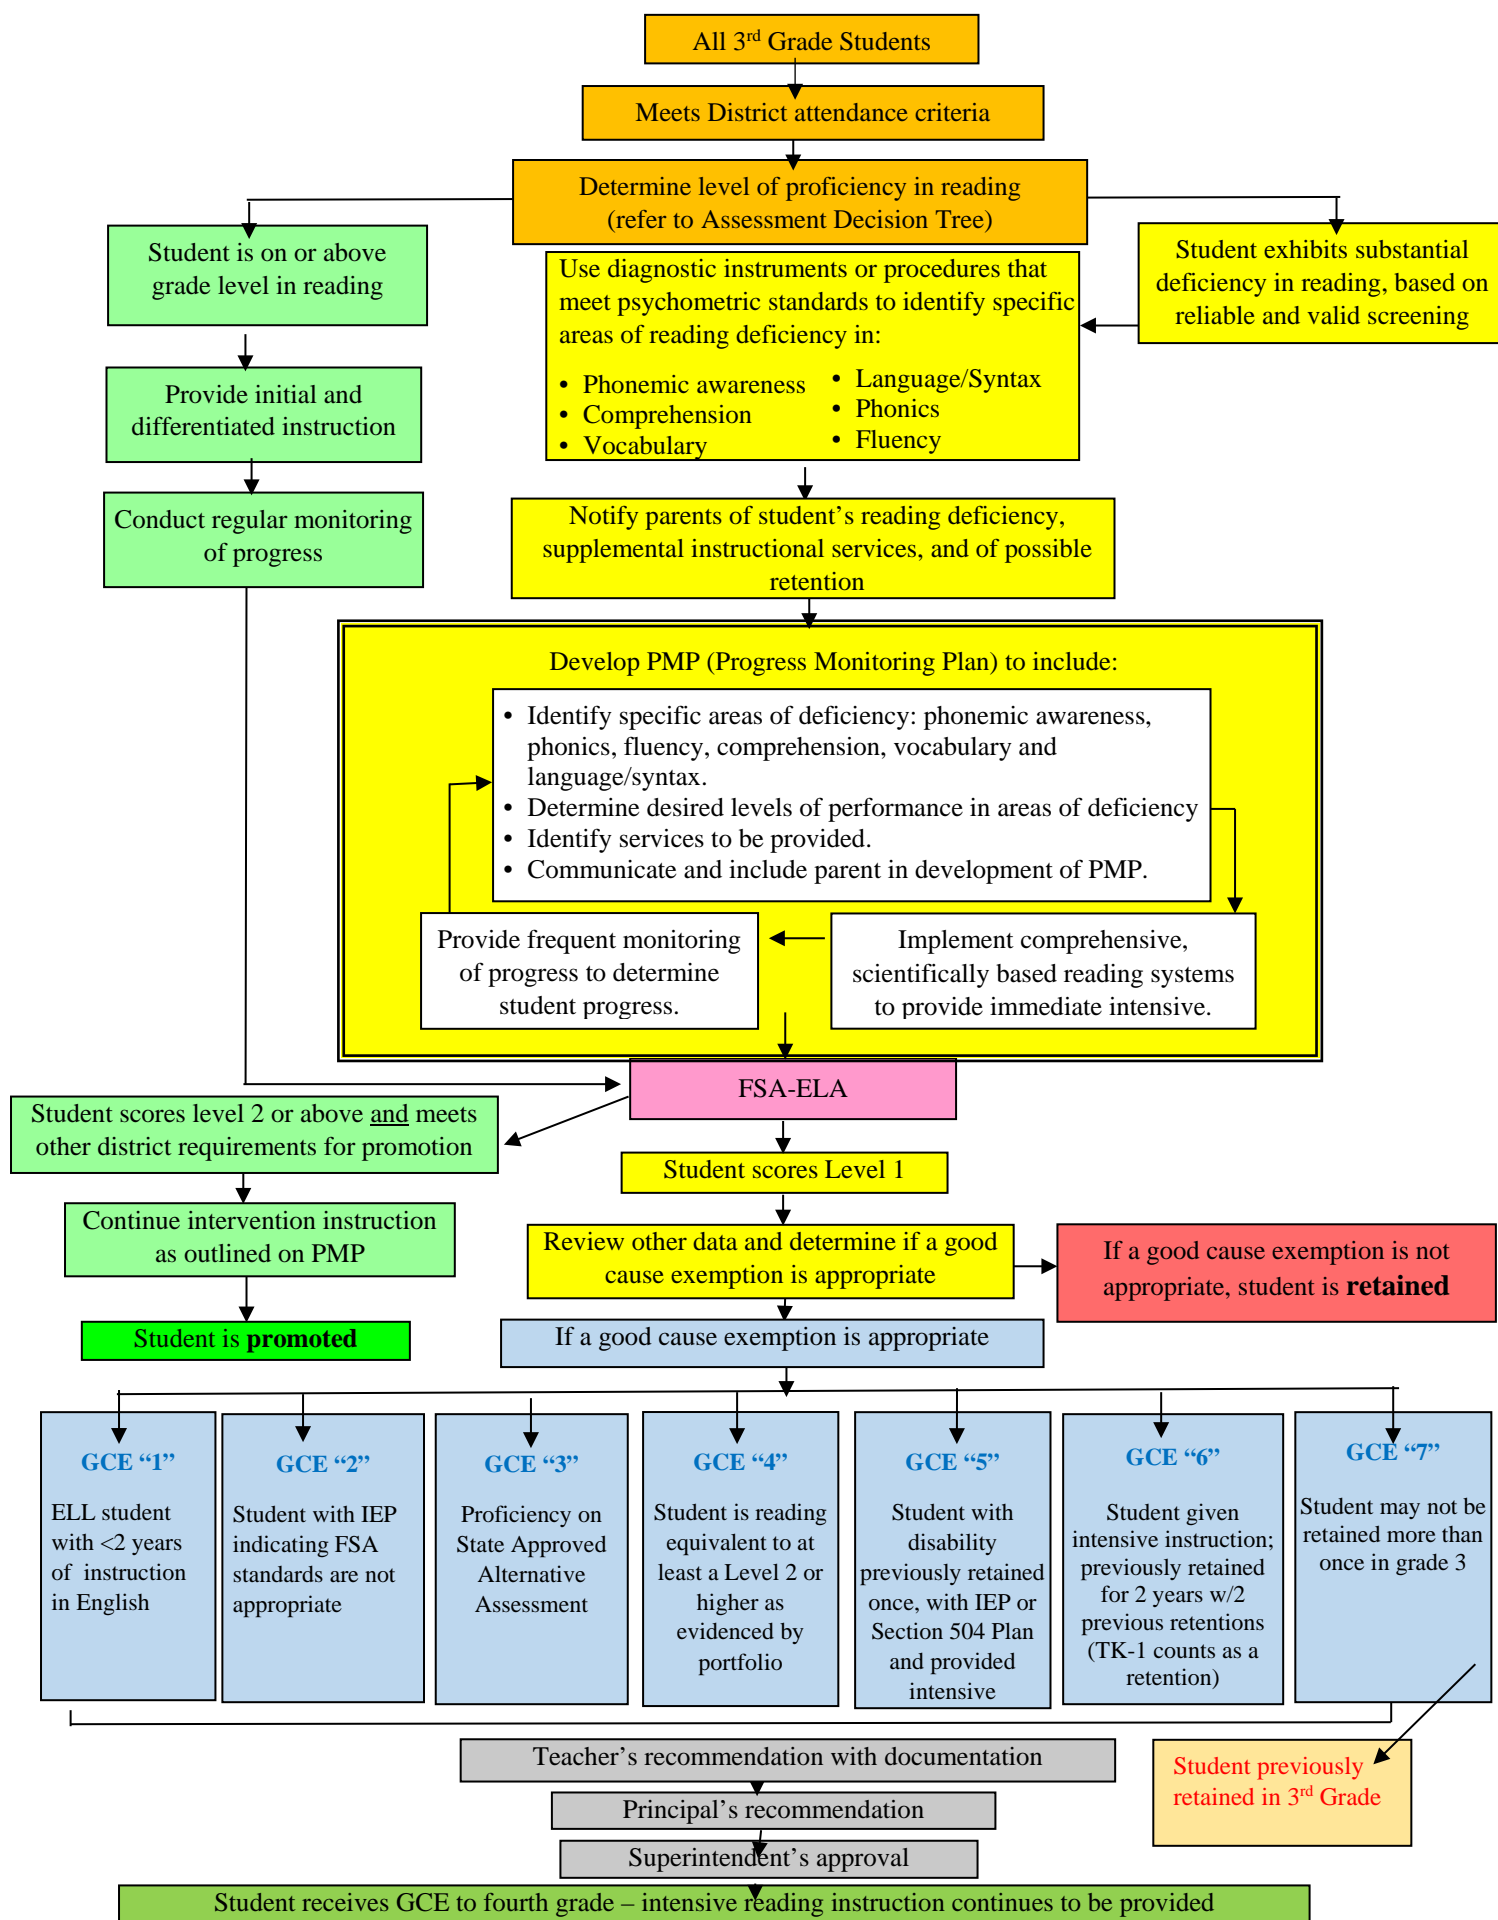 All 3rd Grade Students
Meets District attendance criteria
Determine level of proficiency in reading
(refer to Assessment Decision Tree)
Student is on or above
grade level in reading
Student exhibits substantial
deficiency in reading, based on
reliable and valid screening
Use diagnostic instruments or procedures that
meet psychometric standards to identify specific
areas of reading deficiency in:
• Phonemic awareness
• Comprehension
• Vocabulary
• Language/Syntax
• Phonics
• Fluency
Provide initial and
differentiated instruction
Conduct regular monitoring
of progress
Notify parents of student’s reading deficiency,
supplemental instructional services, and of possible
retention
Develop PMP (Progress Monitoring Plan) to include:
• Identify specific areas of deficiency: phonemic awareness,
phonics, fluency, comprehension, vocabulary and
language/syntax.
• Determine desired levels of performance in areas of deficiency
• Identify services to be provided.
• Communicate and include parent in development of PMP.
Provide frequent monitoring
of progress to determine
student progress.
Implement comprehensive,
scientifically based reading systems
to provide immediate intensive.
FSA-ELA
Student scores level 2 or above and meets
other district requirements for promotion
Student scores Level 1
Continue intervention instruction
as outlined on PMP
Review other data and determine if a good
cause exemption is appropriate
If a good cause exemption is not
appropriate, student is retained
Student is promoted
If a good cause exemption is appropriate
GCE “1”
ELL student
with <2 years
of instruction
in English
GCE “2”
Student with IEP
indicating FSA
standards are not
appropriate
GCE “3”
Proficiency on
State Approved
Alternative
Assessment
GCE “4”
Student is reading
equivalent to at
least a Level 2 or
higher as
evidenced by
portfolio
GCE “5”
Student with
disability
previously retained
once, with IEP or
Section 504 Plan
and provided
intensive
GCE “6”
Student given
intensive instruction;
previously retained
for 2 years w/2
previous retentions
(TK-1 counts as a
retention)
GCE “7”
Student may not be
retained more than
once in grade 3
Teacher’s recommendation with documentation
Principal’s recommendation
Superintendent’s approval
Student previously
retained in 3rd Grade
Student receives GCE to fourth grade – intensive reading instruction continues to be provided